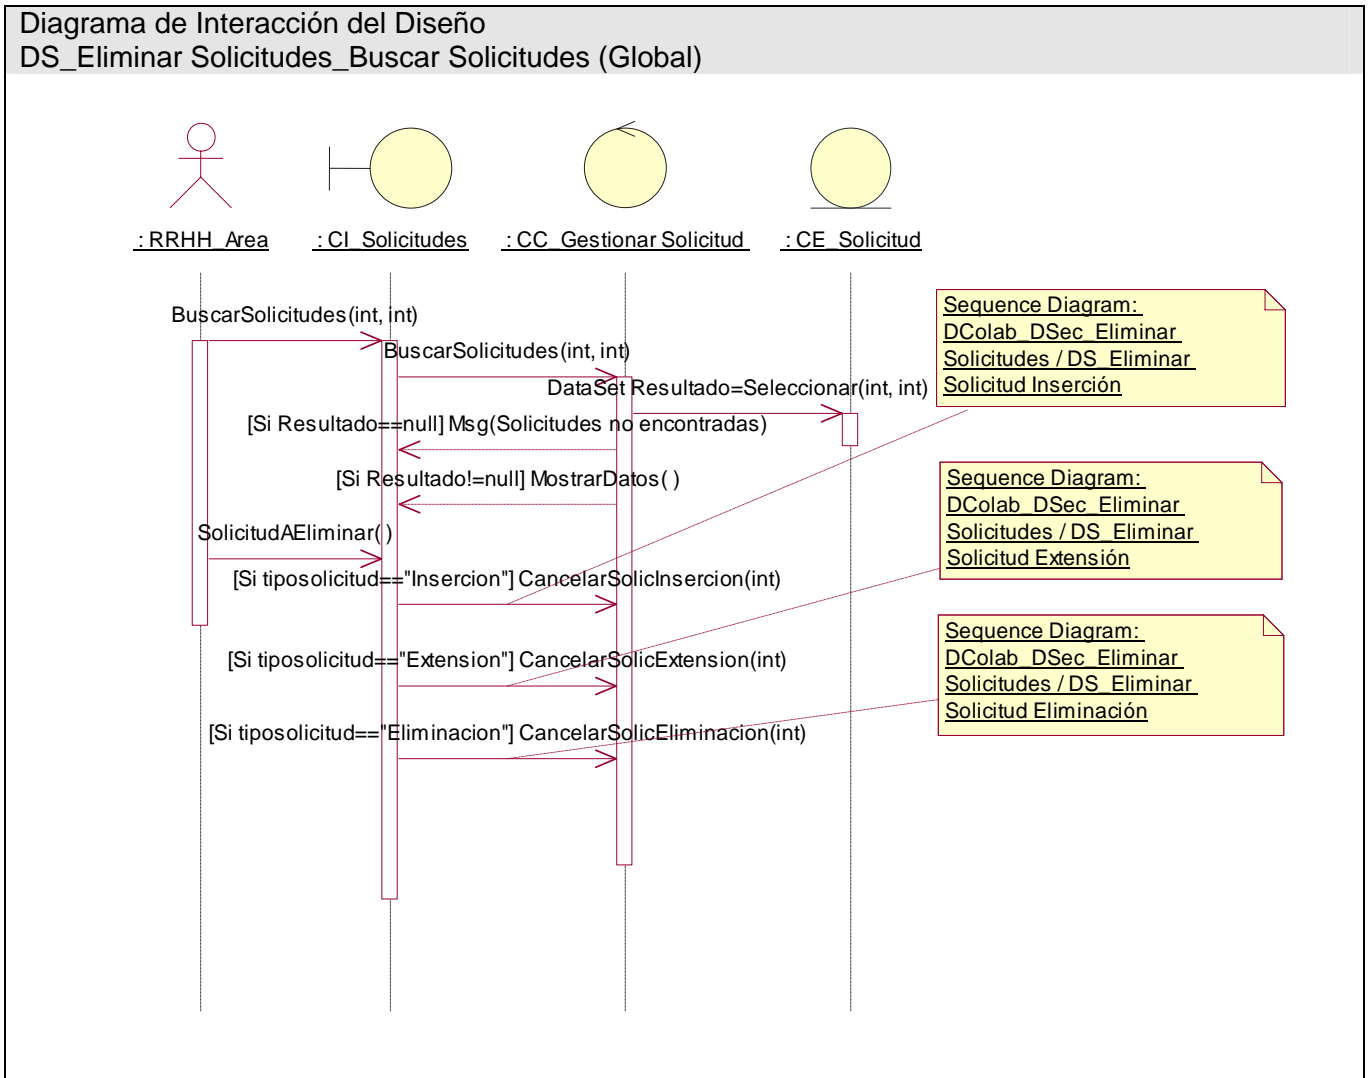 Diagrama de Interacción del Diseño
DS_Eliminar Solicitudes_Buscar Solicitudes (Global)
: RRHH_Area
: CI_Solicitudes
: CC_Gestionar Solicitud
: CE_Solicitud
BuscarSolicitudes(int, int)
BuscarSolicitudes(int, int)
DataSet Resultado=Seleccionar(int, int)
[Si Resultado==null] Msg(Solicitudes no encontradas)
[Si Resultado!=null] MostrarDatos( )
SolicitudAEliminar( )
[Si tiposolicitud=="Insercion"] CancelarSolicInsercion(int)
[Si tiposolicitud=="Extension"] CancelarSolicExtension(int)
[Si tiposolicitud=="Eliminacion"] CancelarSolicEliminacion(int)
Sequence Diagram:
DColab_DSec_Eliminar
Solicitudes / DS_Eliminar
Solicitud Inserción
Sequence Diagram:
DColab_DSec_Eliminar
Solicitudes / DS_Eliminar
Solicitud Extensión
Sequence Diagram:
DColab_DSec_Eliminar
Solicitudes / DS_Eliminar
Solicitud Eliminación